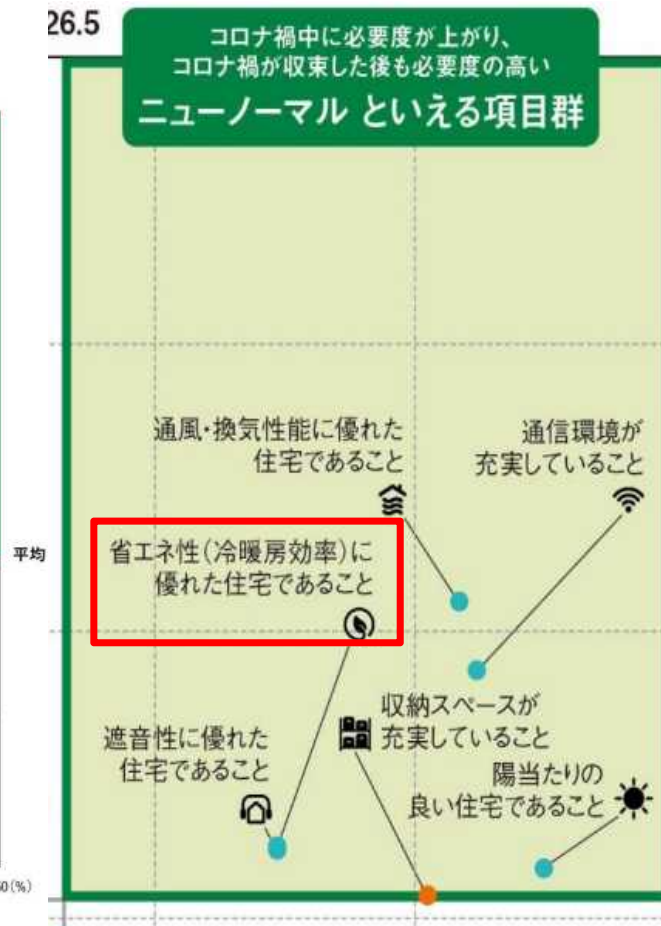 26.5
コロナ禍中に必要度が上がり、
コロナ禍が収束した後も必要度の高い
ニューノーマル といえる項目群
通風・換気性能に優れた
住宅であること
通信環境が
充実していること
平均
省エネ性(冷暖房効率)に
優れた住宅であること
収納スペースが
充実していること
遮音性に優れた
住宅であること
陽当たりの
良い住宅であること